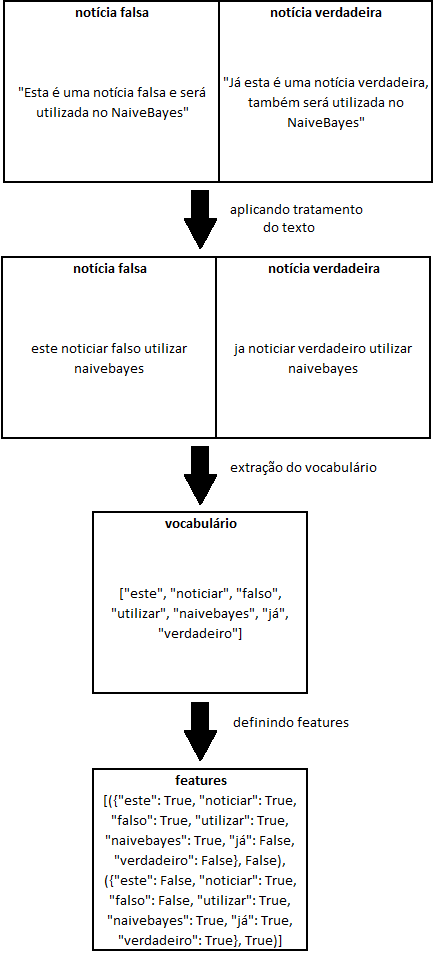 notícia falsa
notícia verdadeira
"Esta é uma notícia falsa e será
utilizada no NaiveBayes"
"Já esta é uma notícia verdadeira,
também será utilizada no
NaiveBayes"
aplicando tratamento
do texto
notícia falsa
notícia verdadeira
este noticiar falso utilizar
naivebayes
ja noticiar verdadeiro utilizar
naivebayes
extração do vocabulário
vocabulário
["este", "noticiar", "falso",
"utilizar", "naivebayes", "já",
"verdadeiro"]
definindo features
features
[({"este": True, "noticiar": True,
"falso": True, "utilizar": True,
"naivebayes": True, "já": False,
"verdadeiro": False}, False),
({"este": False, "noticiar": True,
"falso": False, "utilizar": True,
"naivebayes": True, "já": True,
"verdadeiro": True}, True)]